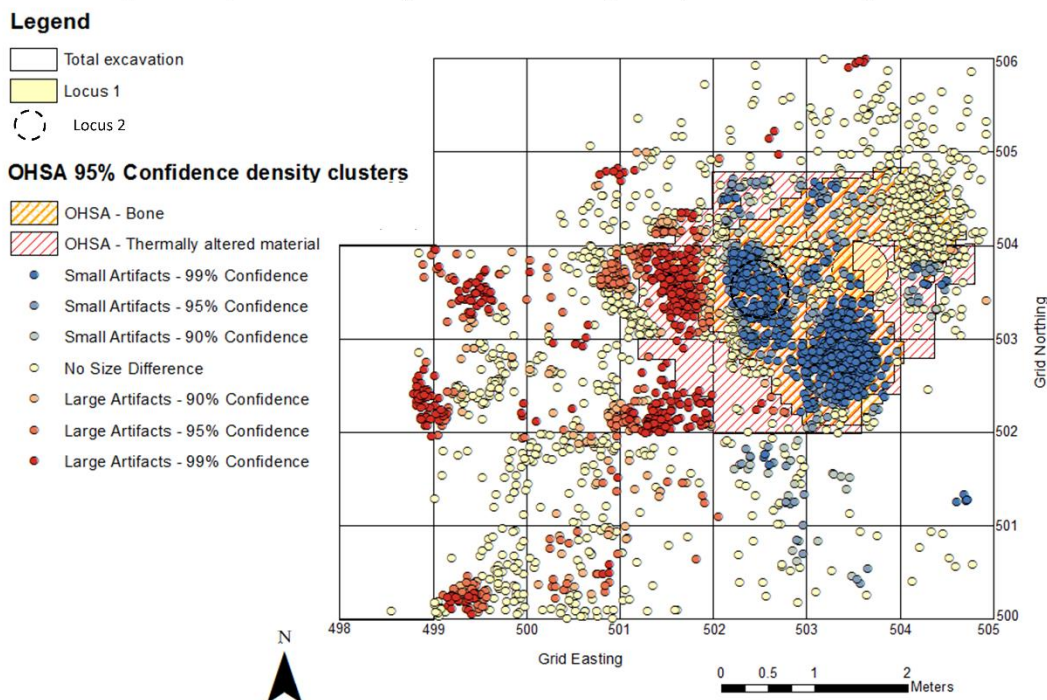 Legend
Total excavation
Locus 1
Locus 2
OHSA 95% Confidence density clusters
OHSA - Bone
OHSA - Thermally altered material
Small Artifacts - 99% Confidence
Small Artifacts - 95% Confidence
Small Artifacts - 90% Confidence
No Size Difference
Large Artifacts - 90% Confidence
Large Artifacts - 95% Confidence
Large Artifacts - 99% Confidence
506
505
504
503
502
501
500
Grid Northing
498 499 500 501 502 503 504 505
Grid Easting
N
0 0.5 1 2
Meters